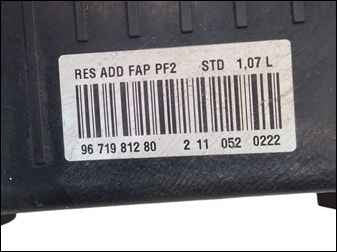 RES ADD FAP PF2 STD 1,07 L
96 719 812 80 2 11 052 0222